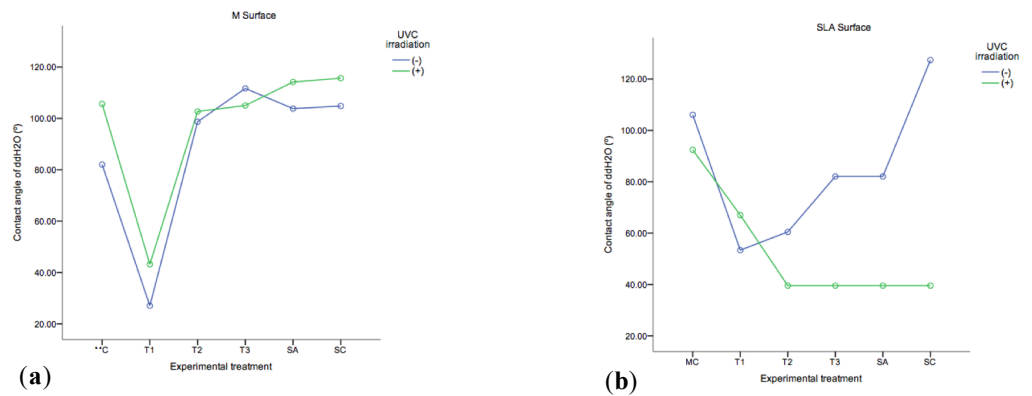 M Surface
UVC
irradiation
(-)
(+)
120.00
100.00
80.00
60.00
40.00
20.00
Contact angle of ddH2O (º)
T1 T2 T3 SA SC
Experimental treatment
(a)
SLA Surface
UVC
irradiation
(-)
(+)
120.00
100.00
80.00
60.00
40.00
20.00
Contact angle of ddH2O (º)
MC T1 T2 T3 SA SC
Experimental treatment
(b)